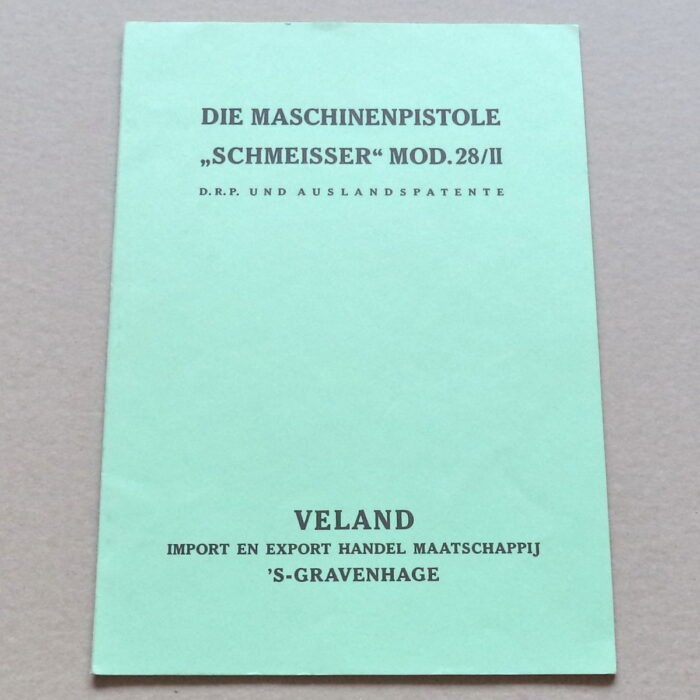 DIE MASCHINENPISTOLE
„SCHMEISSER“ MOD. 28/II
D.R.P. UND AUSLANDSPATENTE
VELAND
IMPORT EN EXPORT HANDEL MAATSCHAPPIJ
'S-GRAVENHAGE